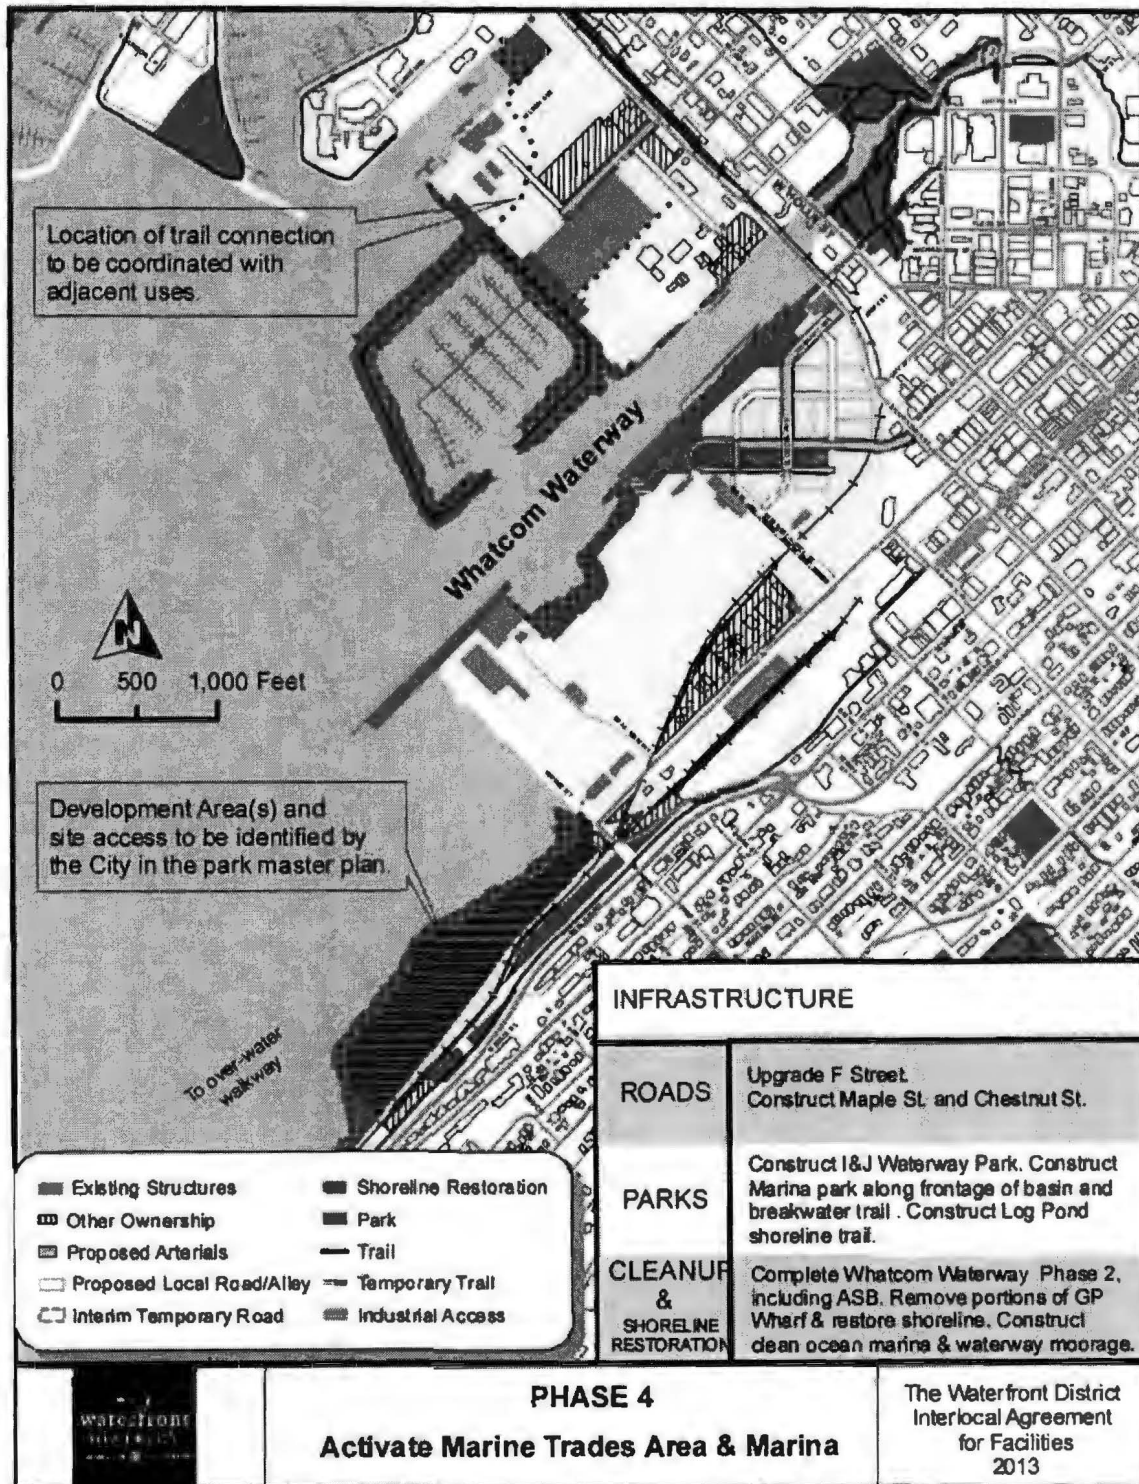 Location of trail connection
to be coordinated with
adjacent uses.
Whatcom Waterway
N
0 500 1,000 Feet
Development Area(s) and
site access to be identified by
the City in the park master plan.
To over-water
walkway
INFRASTRUCTURE
ROADS
Upgrade F Street.
Construct Maple St. and Chestnut St.
PARKS
Construct I&J Waterway Park. Construct
Marina park along frontage of basin and
breakwater trail . Construct Log Pond
shoreline trail.
CLEANUP
&
SHORELINE
RESTORATION
Complete Whatcom Waterway Phase 2,
including ASB. Remove portions of GP
Wharf & restore shoreline. Construct
clean ocean marina & waterway moorage.
Existing Structures
Other Ownership
Proposed Arterials
Proposed Local Road/Alley
Interim Temporary Road
Shoreline Restoration
Park
Trail
Temporary Trail
Industrial Access
waterfront
district
PHASE 4
Activate Marine Trades Area & Marina
The Waterfront District
Interlocal Agreement
for Facilities
2013